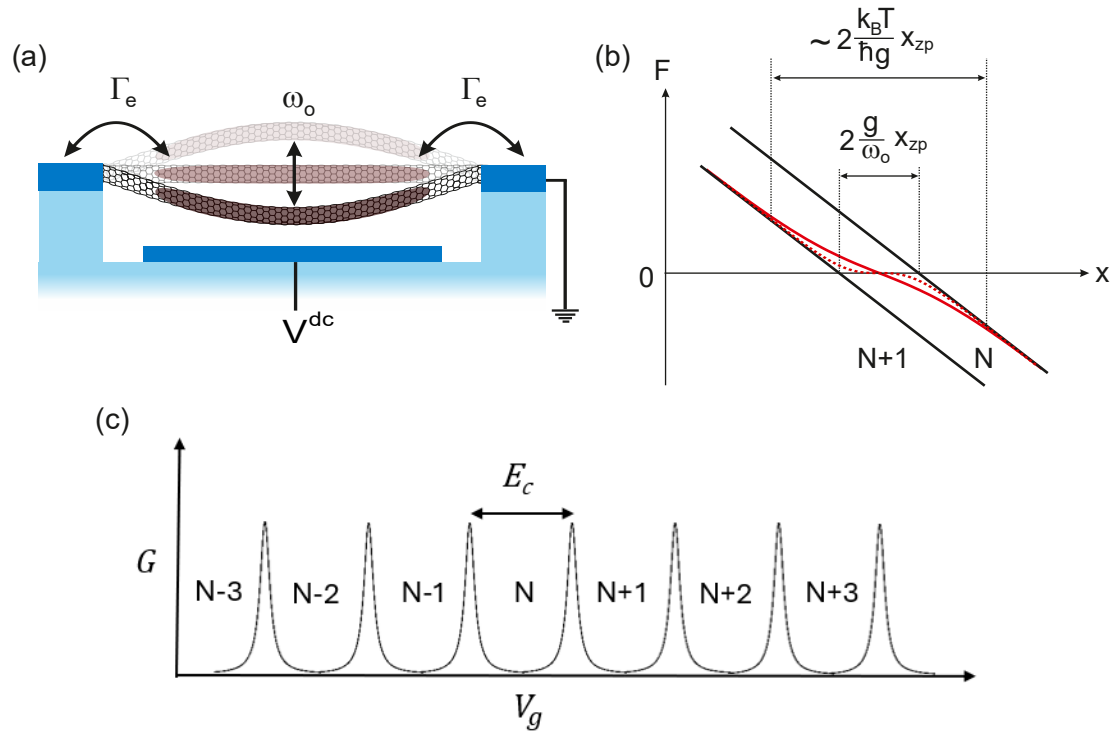 (a)
Γe
ωo
Γe
V^dc
(b)
F
~2 kBT/ħg xzp
2 g/ωo xzp
0
x
N+1
N
(c)
G
Ec
N-3
N-2
N-1
N
N+1
N+2
N+3
Vg